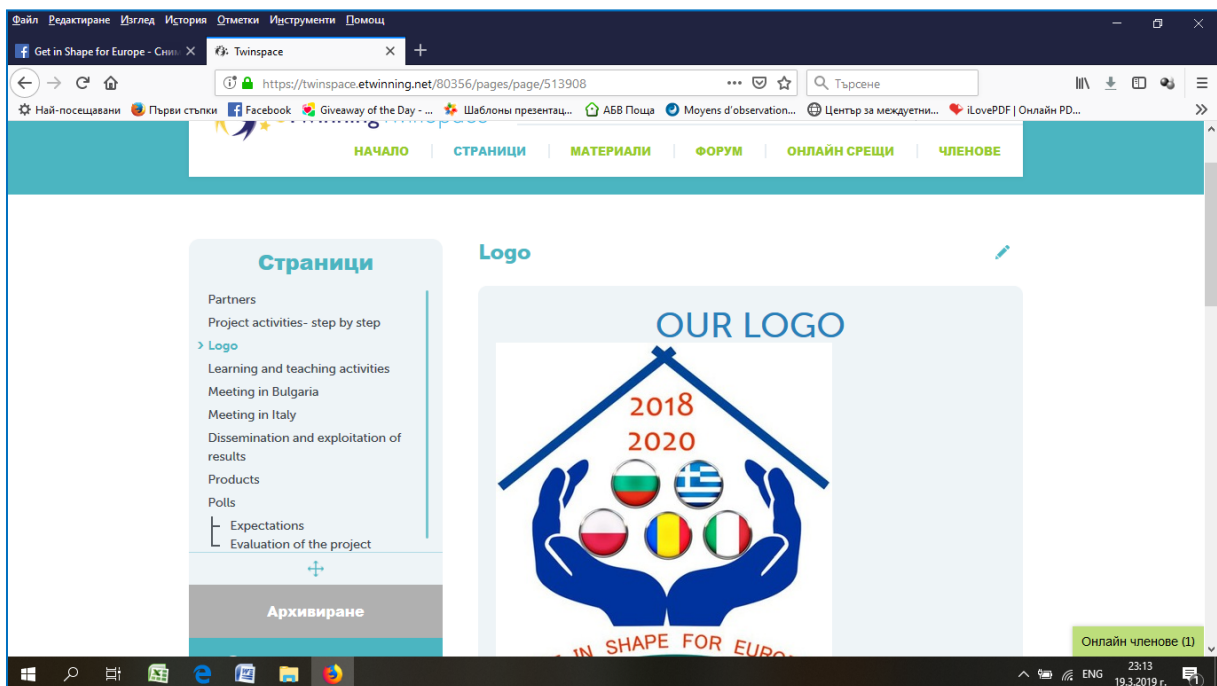 Файл Редактиране Изглед История Отметки Инструменти Помощ
Get in Shape for Europe - Сним
Twinspace
https://twinspace.etwinning.net/80356/pages/page/513908
Търсене
Най-посещавани Първи стъпки Facebook Giveaway of the Day - ... Шаблоны презентац... АБВ Поща Moyens d'observation... Център за междуетни... iLovePDF | Онлайн PD...
НАЧАЛО СТРАНИЦИ МАТЕРИАЛИ ФОРУМ ОНЛАЙН СРЕЩИ ЧЛЕНОВЕ
Страници
Partners
Project activities- step by step
Logo
Learning and teaching activities
Meeting in Bulgaria
Meeting in Italy
Dissemination and exploitation of
results
Products
Polls
Expectations
Evaluation of the project
Архивиране
Logo
OUR LOGO
2018
2020
IN SHAPE FOR EUROP
Онлайн членове (1)
ENG
23:13
19.3.2019 г.